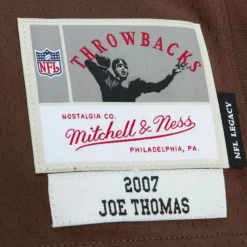 THROWBACKS
NFL
NOSTALGIA CO.
Mitchell & Ness
PHILADELPHIA, PA.
NFL LEGACY
2007
JOE THOMAS